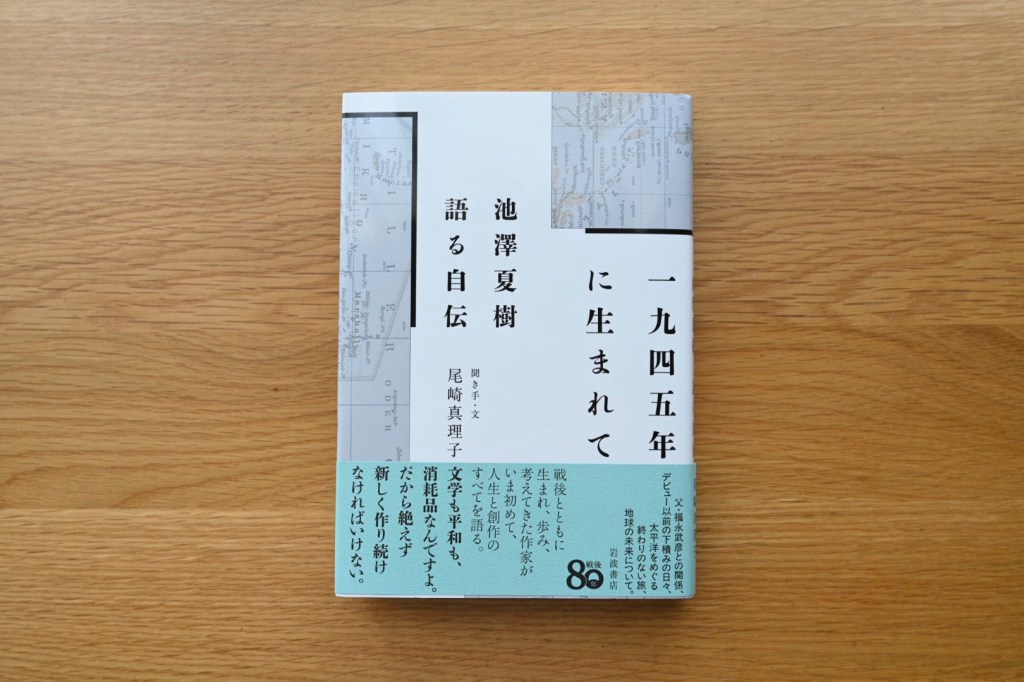 一九四五年
に生まれて
池澤夏樹
語る自伝
聞き手・文
尾崎真理子
父・福永武彦との関係、
デビュー以前の下積みの日々、
太平洋をめぐる
終わりのない旅、
地球の未来について。
岩波書店
戦後
80
戦後とともに
生まれ、歩み、
考えてきた作家が
いま初めて、
人生と創作の
すべてを語る。
文学も平和も、
消耗品なんですよ。
だから絶えず
新しく作り続け
なければいけない。